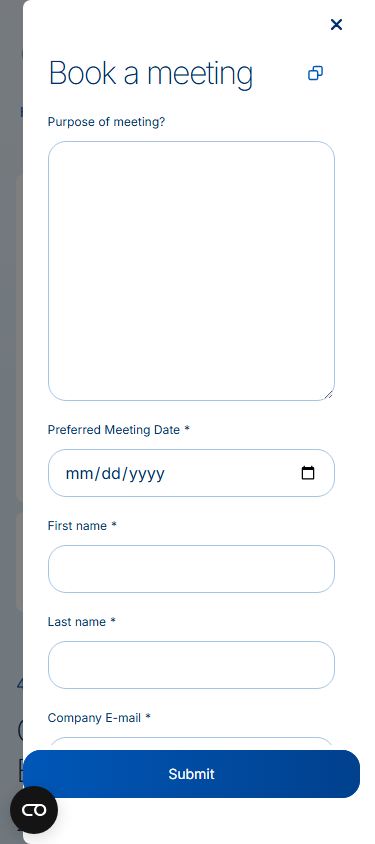 Book a meeting
Purpose of meeting?
Preferred Meeting Date *
mm/dd/yyyy
First name *
Last name *
Company E-mail *
Submit